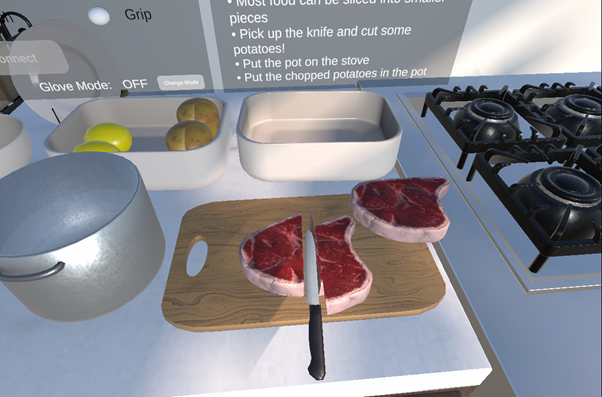 Grip
onnect
Glove Mode: OFF
Change Mode
• Most food can be sliced into smaller
pieces
• Pick up the knife and cut some
potatoes!
• Put the pot on the stove
• Put the chopped potatoes in the pot